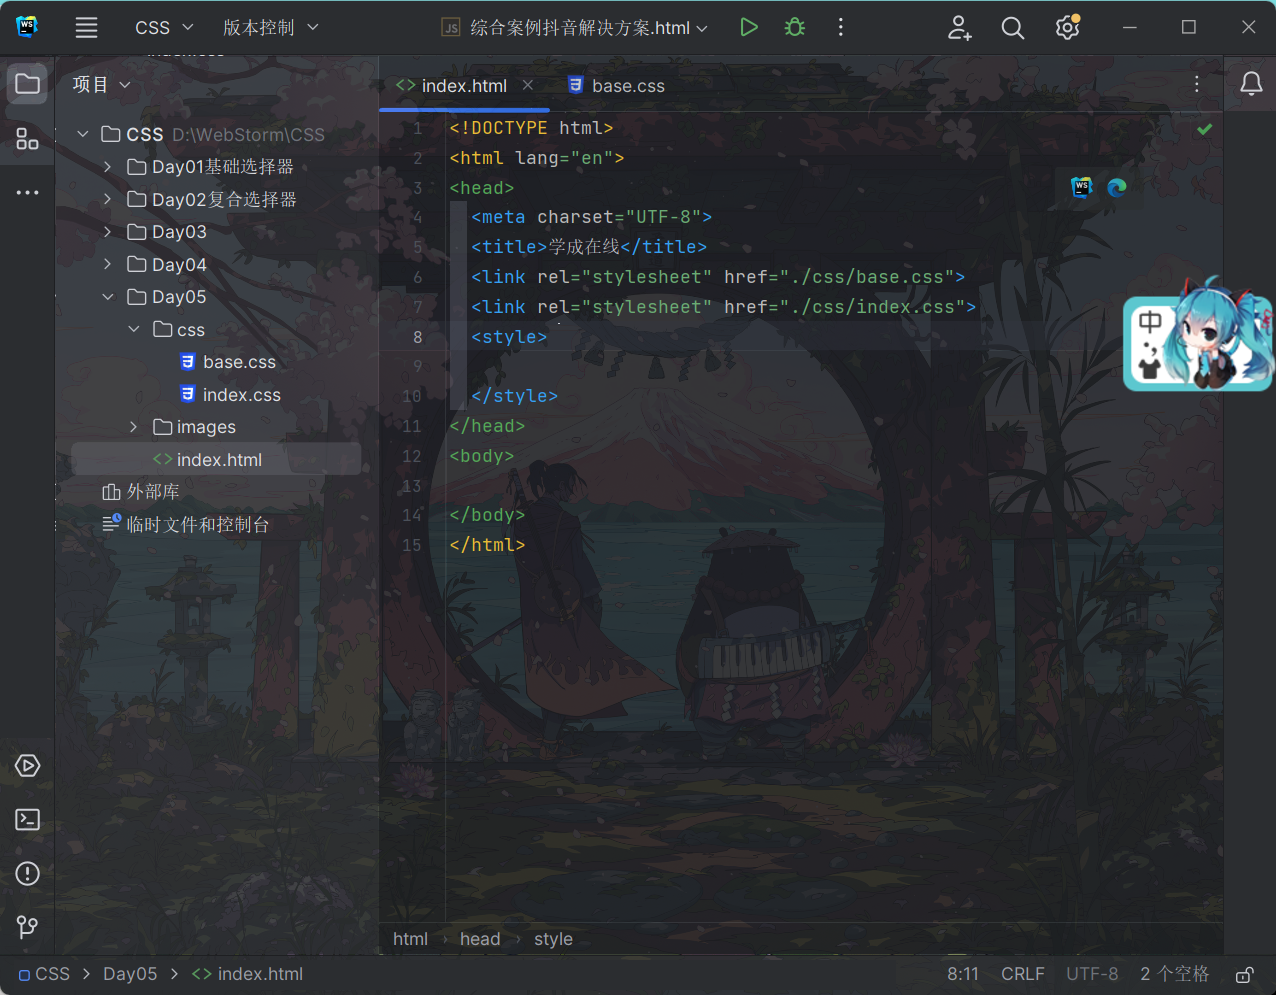 WS CSS 版本控制 JS 综合案例抖音解决方案.html
项目
index.html base.css
CSS D:\WebStorm\CSS
Day01基础选择器
Day02复合选择器
Day03
Day04
Day05
css
base.css
index.css
images
index.html
外部库
临时文件和控制台
1 <!DOCTYPE html>
2 <html lang="en">
3 <head>
4 <meta charset="UTF-8">
5 <title>学成在线</title>
6 <link rel="stylesheet" href="./css/base.css">
7 <link rel="stylesheet" href="./css/index.css">
8 <style>
9
10 </style>
11 </head>
12 <body>
13
14 </body>
15 </html>
WS
中
html › head › style
CSS > Day05 > <> index.html 8:11 CRLF UTF-8 2 个空格